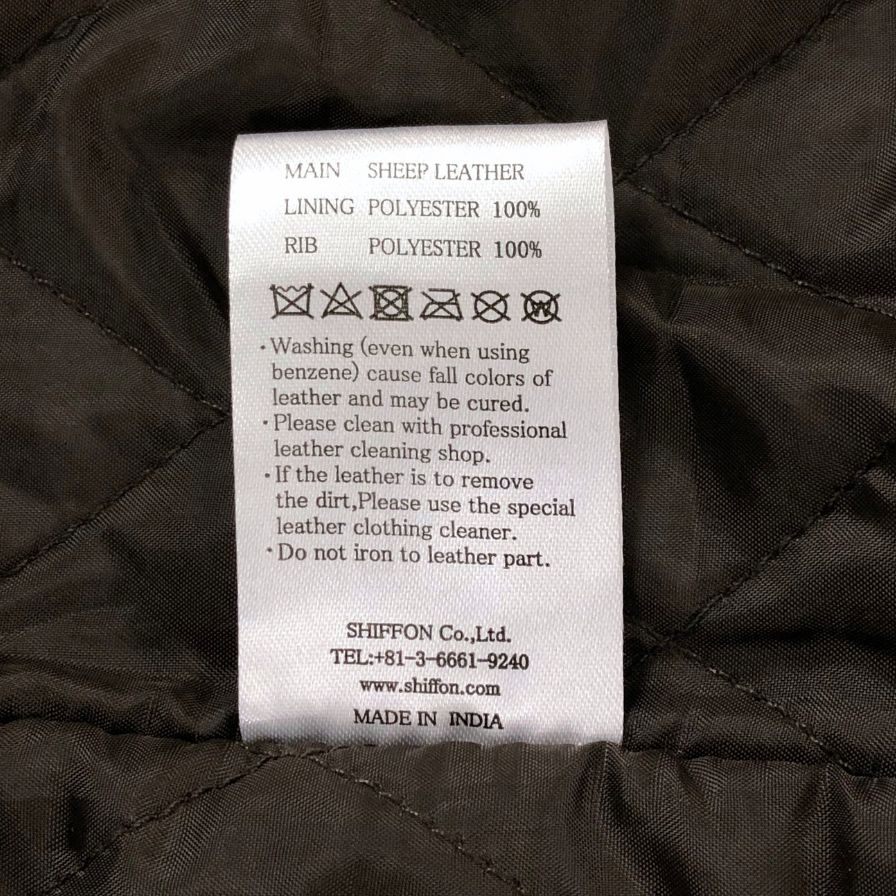 MAIN SHEEP LEATHER
LINING POLYESTER 100%
RIB POLYESTER 100%
W
・Washing (even when using
benzene) cause fall colors of
leather and may be cured.
・Please clean with professional
leather cleaning shop.
・If the leather is to remove
the dirt,Please use the special
leather clothing cleaner.
・Do not iron to leather part.
SHIFFON Co.,Ltd.
TEL:+81-3-6661-9240
www.shiffon.com
MADE IN INDIA